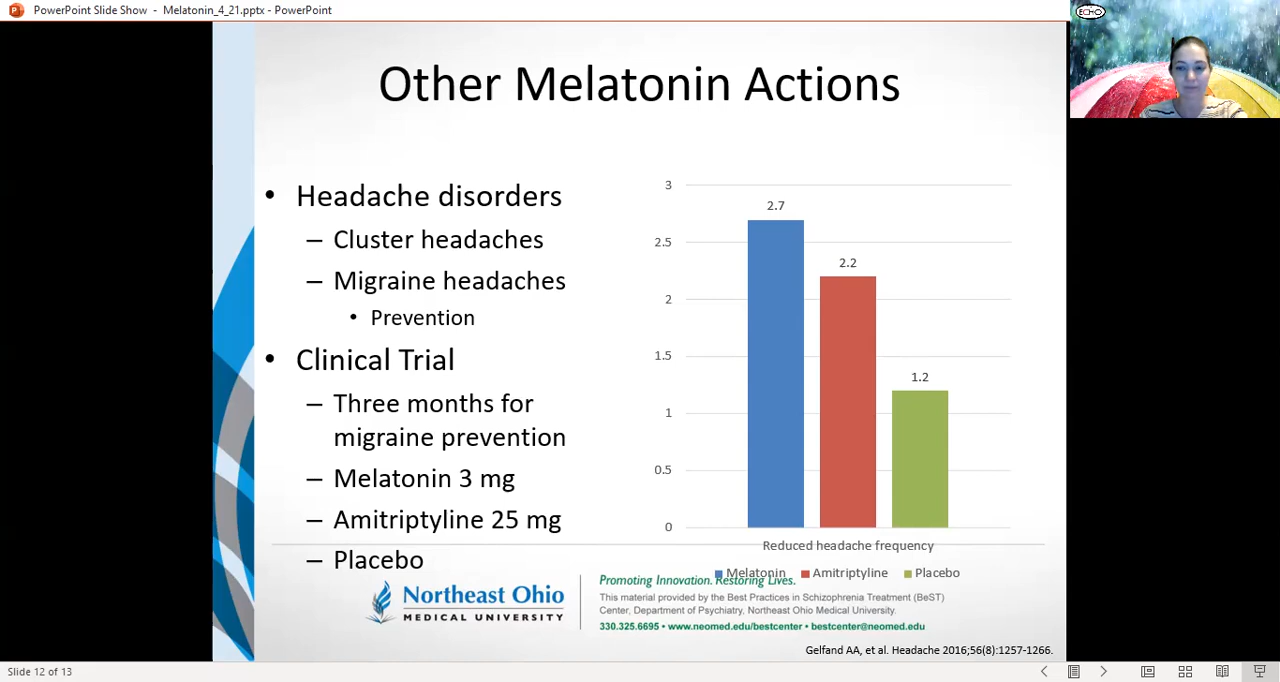 PowerPoint Slide Show - Melatonin_4_21.pptx - PowerPoint
ECHO
Other Melatonin Actions
• Headache disorders
– Cluster headaches
– Migraine headaches
• Prevention
• Clinical Trial
– Three months for
migraine prevention
– Melatonin 3 mg
– Amitriptyline 25 mg
– Placebo
3
2.5
2
1.5
1
0.5
0
2.7
2.2
1.2
Reduced headache frequency
Melatonin Amitriptyline Placebo
Northeast Ohio
MEDICAL UNIVERSITY
Promoting Innovation. Restoring Lives.
This material provided by the Best Practices in Schizophrenia Treatment (BeST)
Center, Department of Psychiatry, Northeast Ohio Medical University.
330.325.6695 • www.neomed.edu/bestcenter • bestcenter@neomed.edu
Gelfand AA, et al. Headache 2016;56(8):1257-1266.
Slide 12 of 13